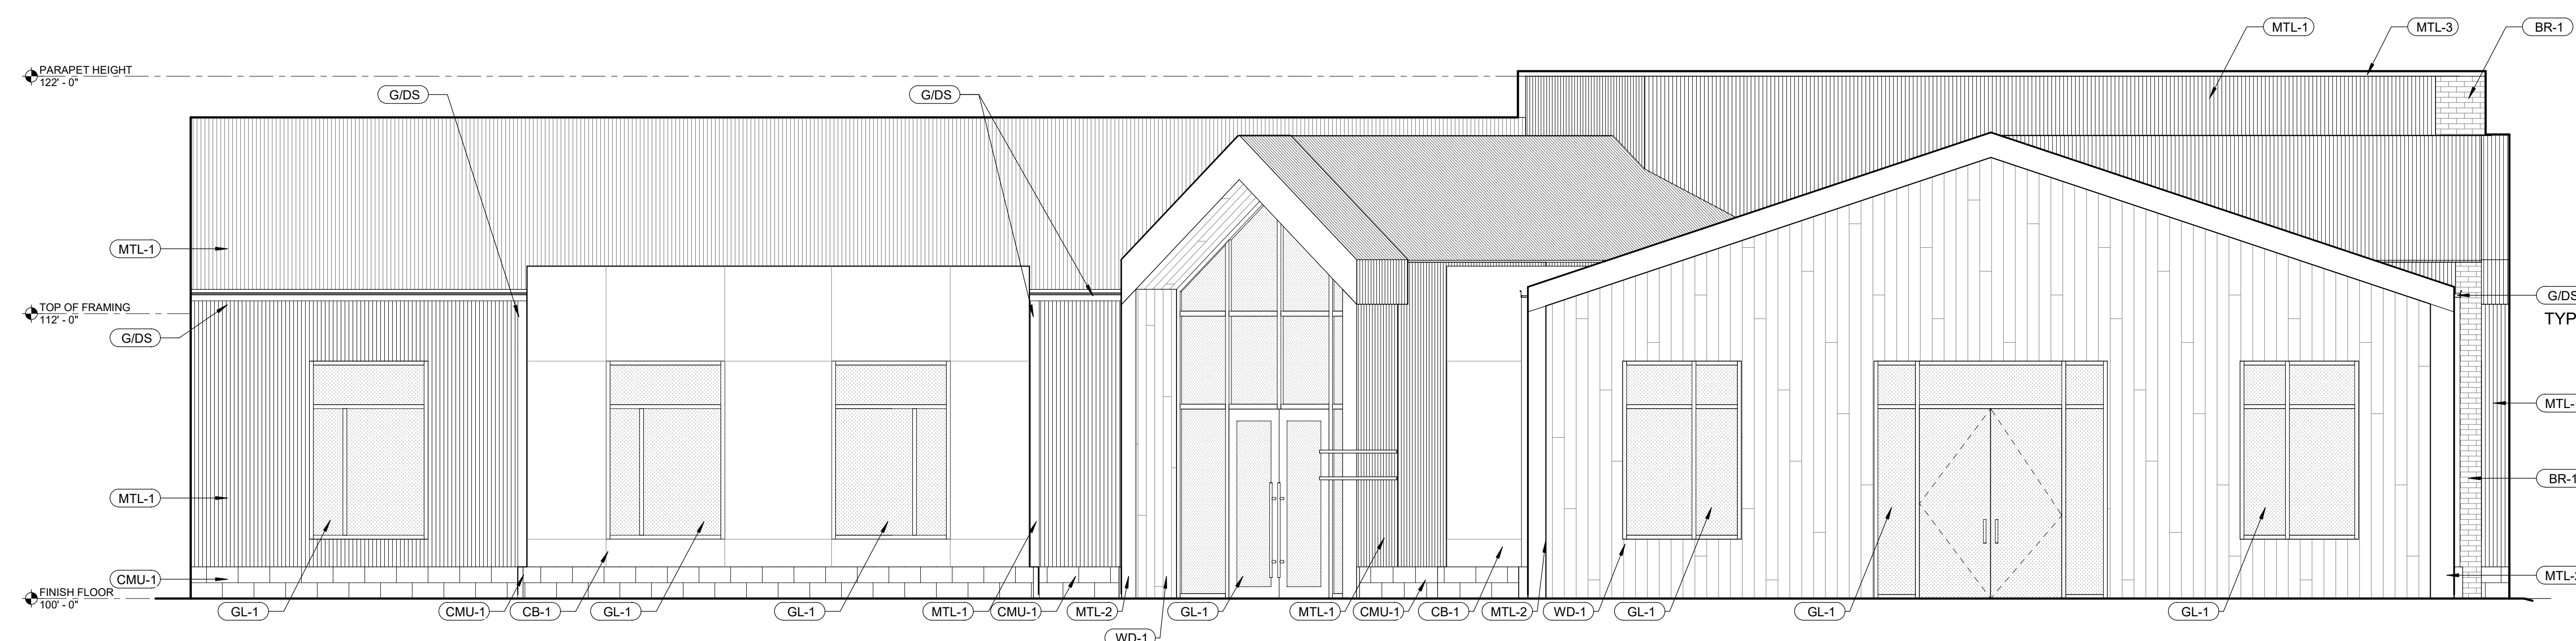 MTL-1
MTL-3
BR-1
PARAPET HEIGHT
122' - 0"
G/DS
G/DS
MTL-1
G/DS
TYP
TOP OF FRAMING
112' - 0"
G/DS
MTL-
MTL-1
BR-1
CMU-1
MTL-
FINISH FLOOR
100' - 0"
GL-1
CMU-1
CB-1
GL-1
GL-1
MTL-1
CMU-1
MTL-2
GL-1
MTL-1
CMU-1
CB-1
MTL-2
WD-1
GL-1
GL-1
GL-1
WD-1